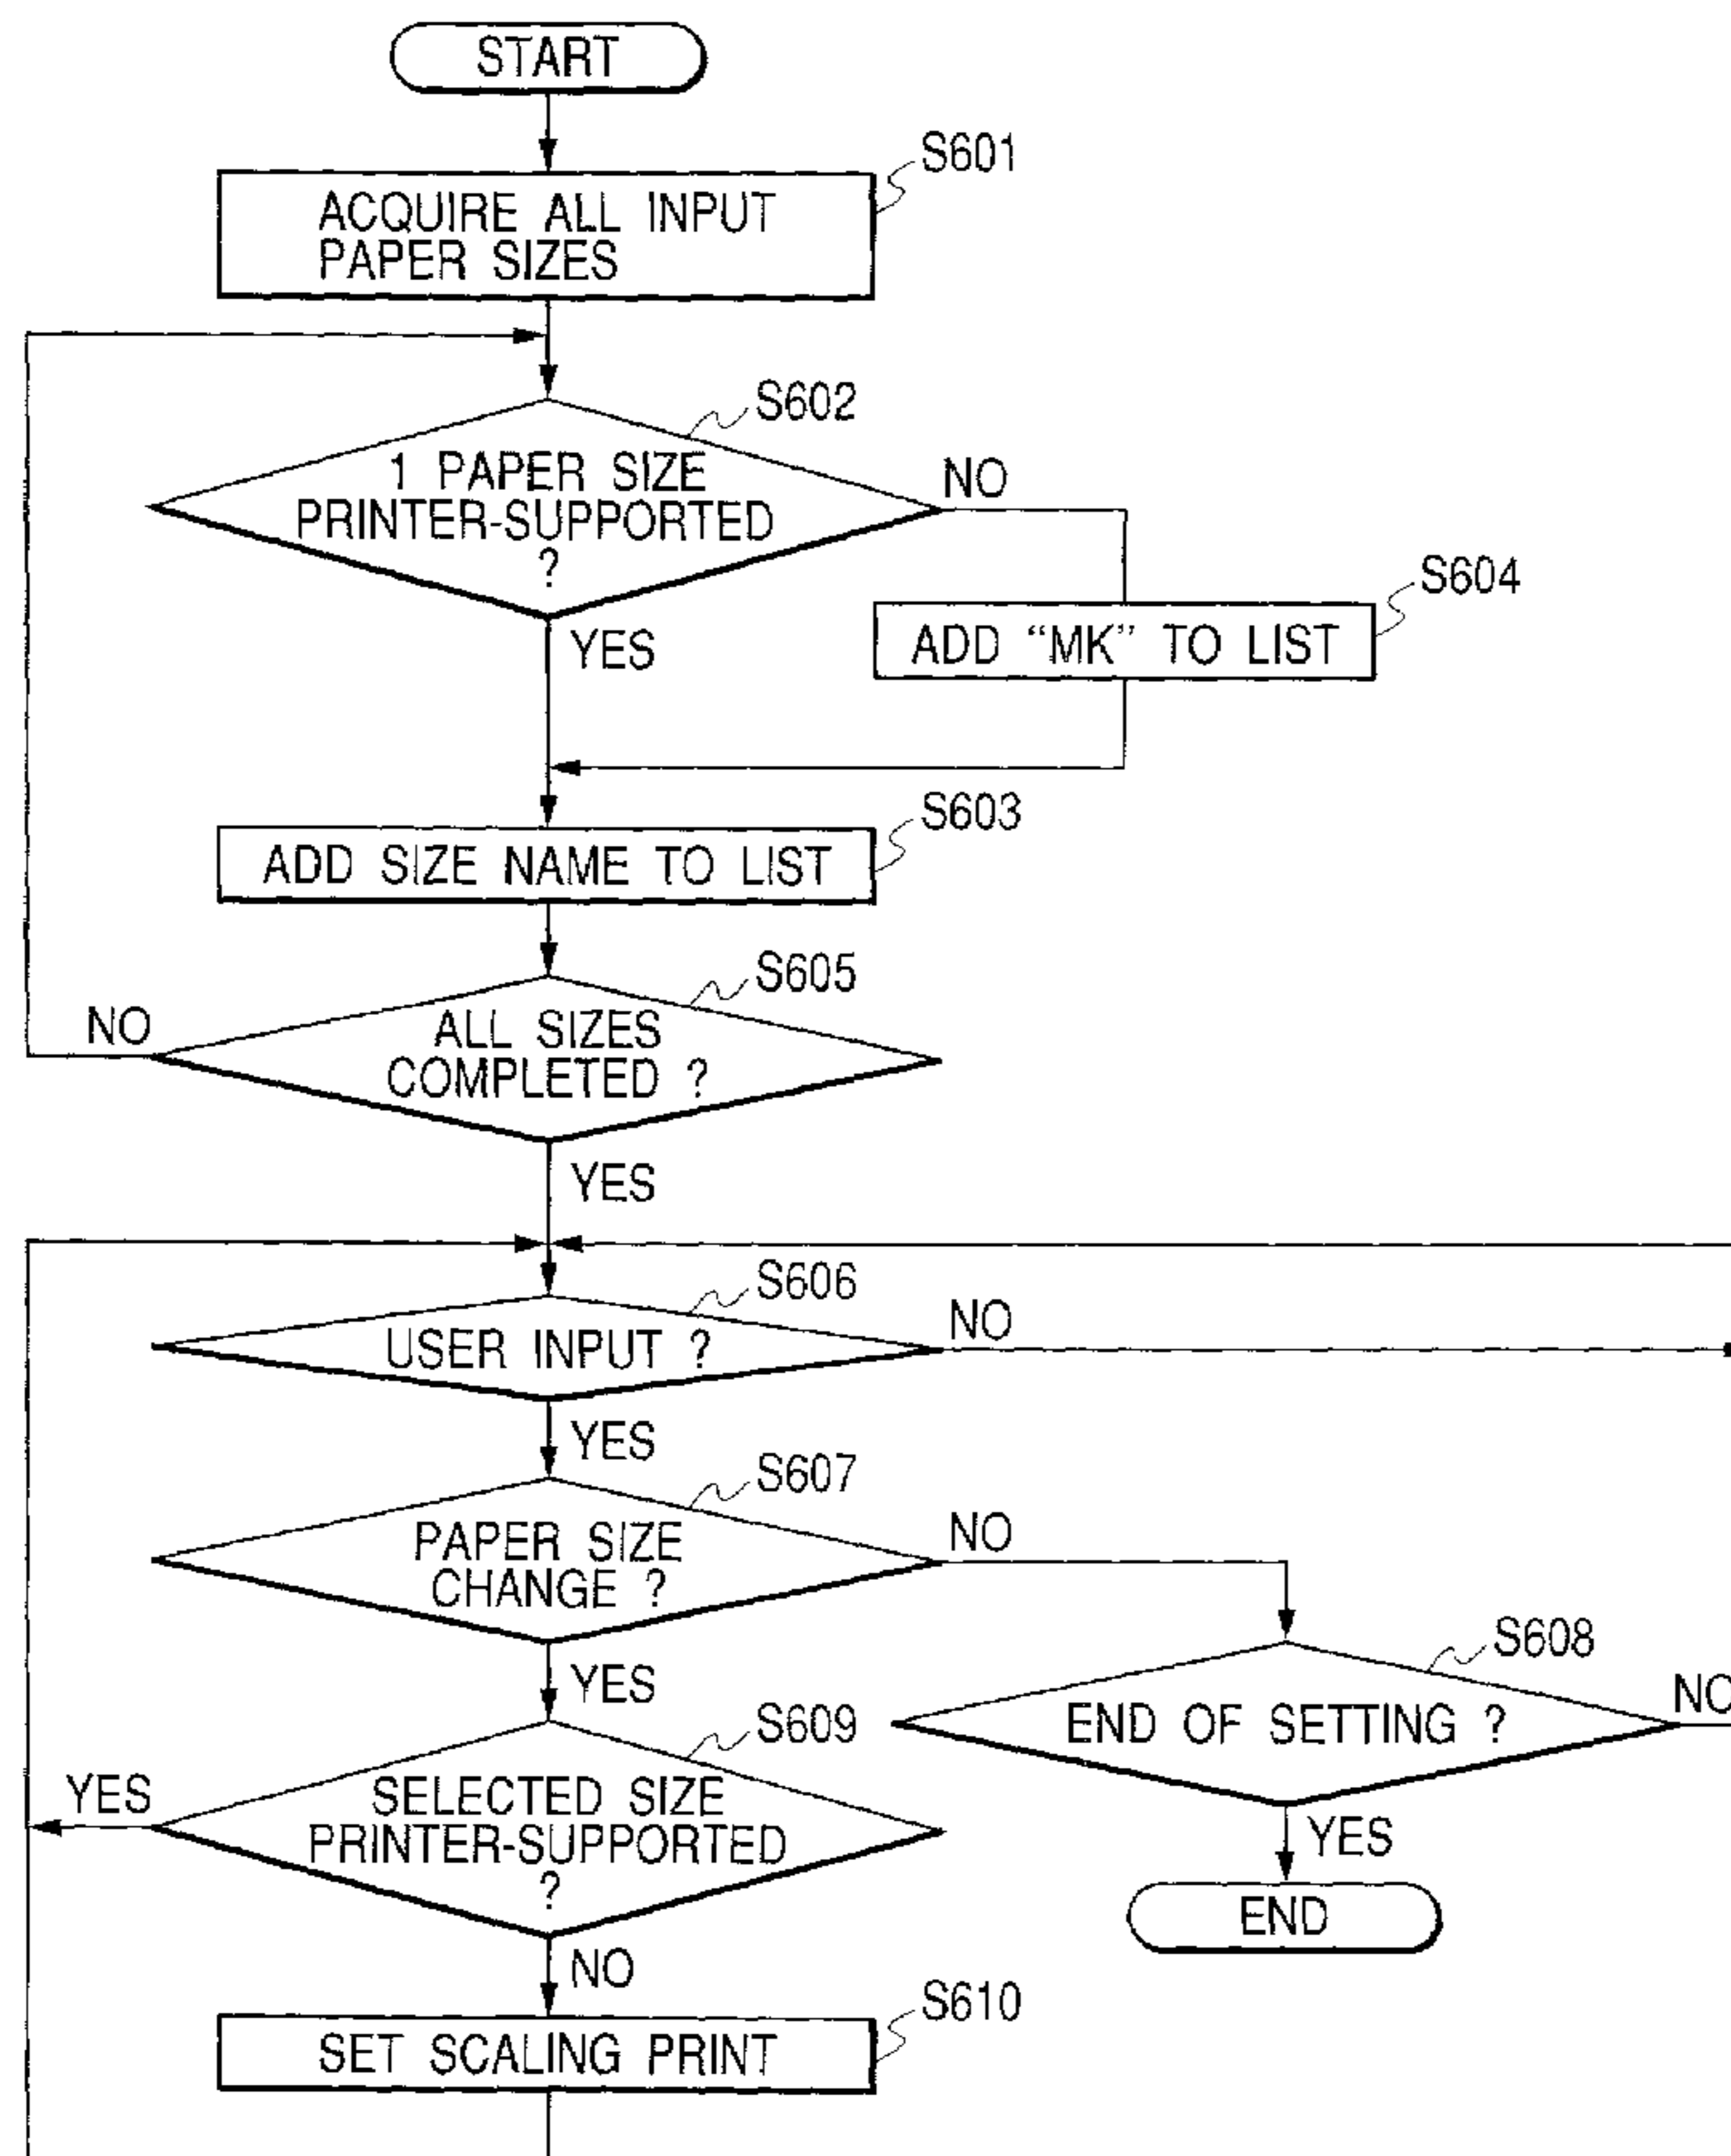 START
S601
ACQUIRE ALL INPUT
PAPER SIZES
S602
1 PAPER SIZE
PRINTER-SUPPORTED
?
NO
YES
S604
ADD “MK” TO LIST
S603
ADD SIZE NAME TO LIST
S605
ALL SIZES
COMPLETED ?
NO
YES
S606
USER INPUT ?
NO
YES
S607
PAPER SIZE
CHANGE ?
NO
YES
S608
END OF SETTING ?
NO
YES
END
S609
SELECTED SIZE
PRINTER-SUPPORTED
?
YES
NO
S610
SET SCALING PRINT